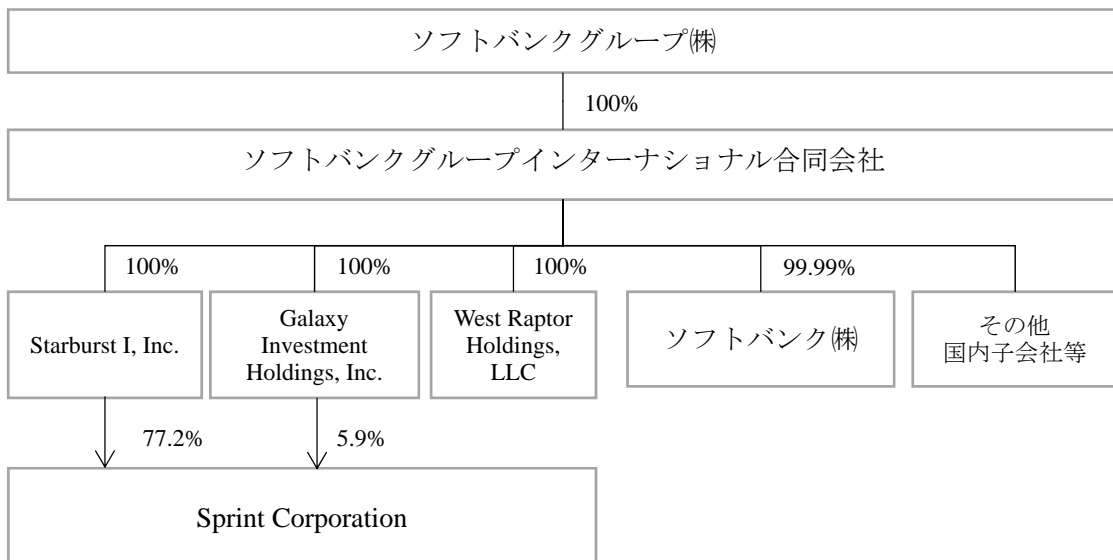 ソフトバンクグループ㈱
100%
ソフトバンクグループインターナショナル合同会社
100%
100%
100%
99.99%
Starburst I, Inc.
Galaxy
Investment
Holdings, Inc.
West Raptor
Holdings,
LLC
ソフトバンク㈱
その他
国内子会社等
77.2%
5.9%
Sprint Corporation